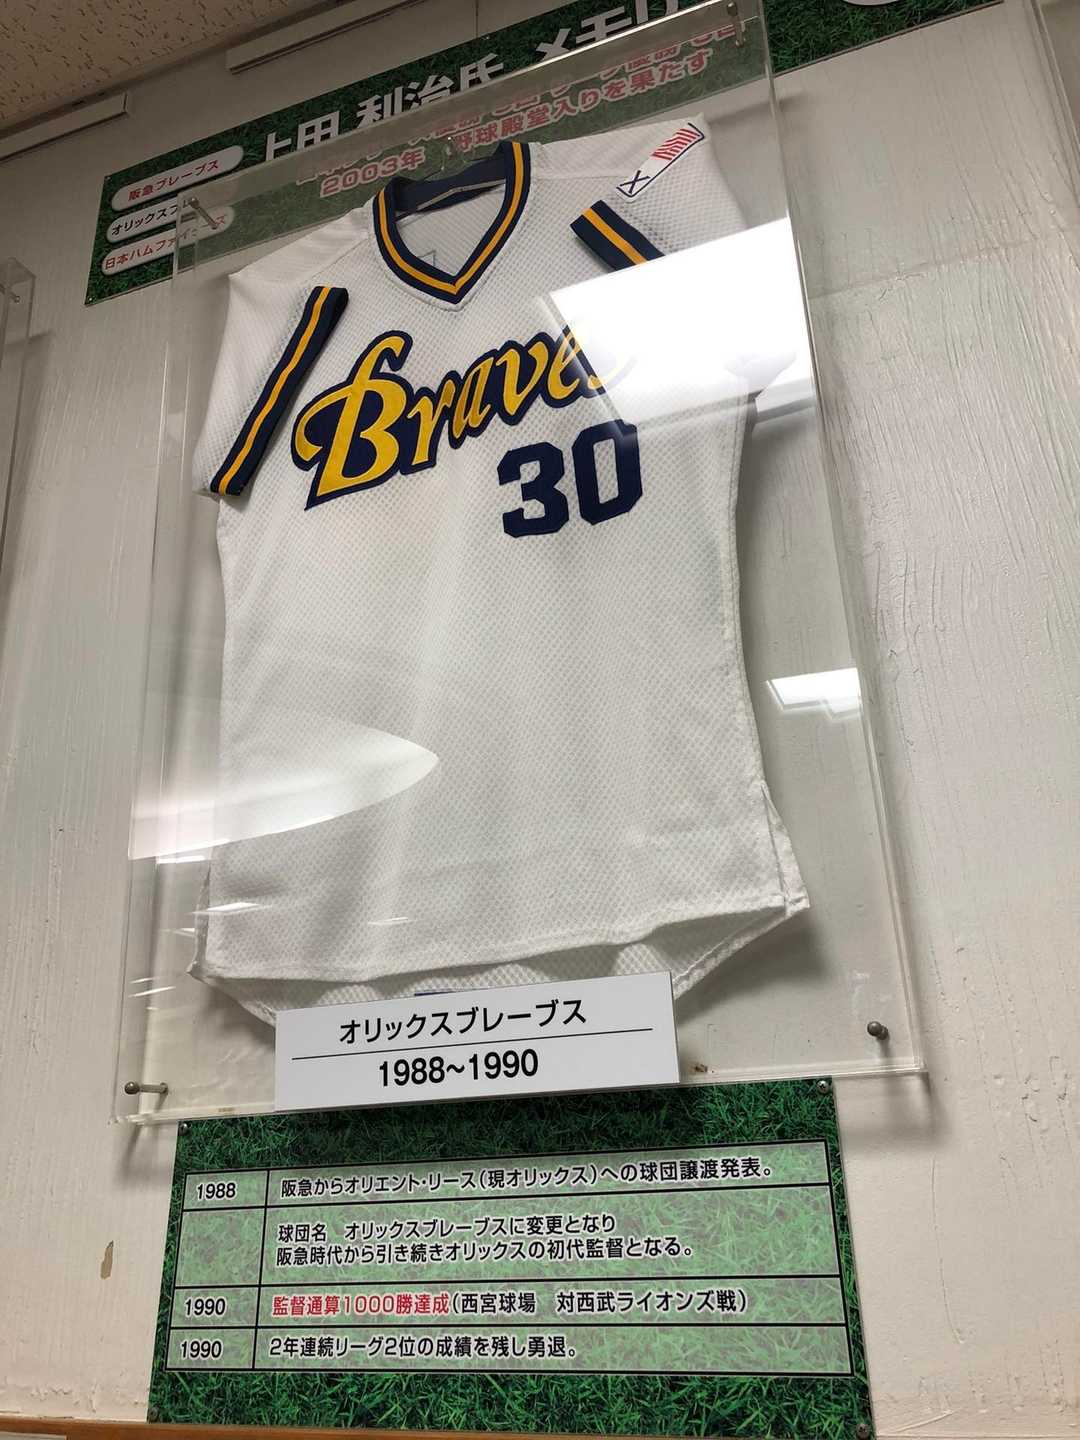 上田 利治氏 メモリ
2003年 野球殿堂入りを果たす
阪急ブレーブス
オリックスブレ
日本ハムファイターズ
Braves
30
オリックスブレーブス
1988~1990
1988 阪急からオリエント・リース(現オリックス)への球団譲渡発表。
球団名 オリックスブレーブスに変更となり
阪急時代から引き続きオリックスの初代監督となる。
1990 監督通算1000勝達成(西宮球場 対西武ライオンズ戦)
1990 2年連続リーグ2位の成績を残し勇退。